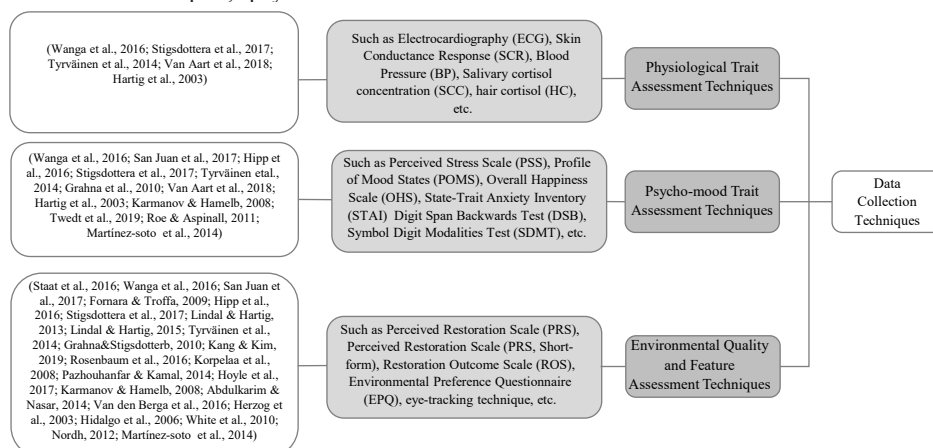 (Wanga et al., 2016; Stigsdottera et al., 2017;
Tyrväinen et al., 2014; Van Aart et al., 2018;
Hartig et al., 2003)
Such as Electrocardiography (ECG), Skin
Conductance Response (SCR), Blood
Pressure (BP), Salivary cortisol
concentration (SCC), hair cortisol (HC),
etc.
Physiological Trait
Assessment Techniques
(Wanga et al., 2016; San Juan et al., 2017; Hipp et
al., 2016; Stigsdottera et al., 2017; Tyrväinen etal.,
2014; Grahna et al., 2010; Van Aart et al., 2018;
Hartig et al., 2003; Karmanov & Hamelb, 2008;
Twedt et al., 2019; Roe & Aspinall, 2011;
Martínez-soto et al., 2014)
Such as Perceived Stress Scale (PSS), Profile
of Mood States (POMS), Overall Happiness
Scale (OHS), State-Trait Anxiety Inventory
(STAI) Digit Span Backwards Test (DSB),
Symbol Digit Modalities Test (SDMT), etc.
Psycho-mood Trait
Assessment Techniques
Data
Collection
Techniques
(Staat et al., 2016; Wanga et al., 2016; San Juan et
al., 2017; Fornara & Troffa, 2009; Hipp et al.,
2016; Stigsdottera et al., 2017; Lindal & Hartig,
2013; Lindal & Hartig, 2015; Tyrväinen et al.,
2014; Grahna&Stigsdotterb, 2010; Kang & Kim,
2019; Rosenbaum et al., 2016; Korpelaa et al.,
2008; Pazhouhanfar & Kamal, 2014; Hoyle et al.,
2017; Karmanov & Hamelb, 2008; Abdulkarim &
Nasar, 2014; Van den Berga et al., 2016; Herzog et
al., 2003; Hidalgo et al., 2006; White et al., 2010;
Nordh, 2012; Martínez-soto et al., 2014)
Such as Perceived Restoration Scale (PRS),
Perceived Restoration Scale (PRS, Short-
form), Restoration Outcome Scale (ROS),
Environmental Preference Questionnaire
(EPQ), eye-tracking technique, etc.
Environmental Quality
and Feature
Assessment Techniques